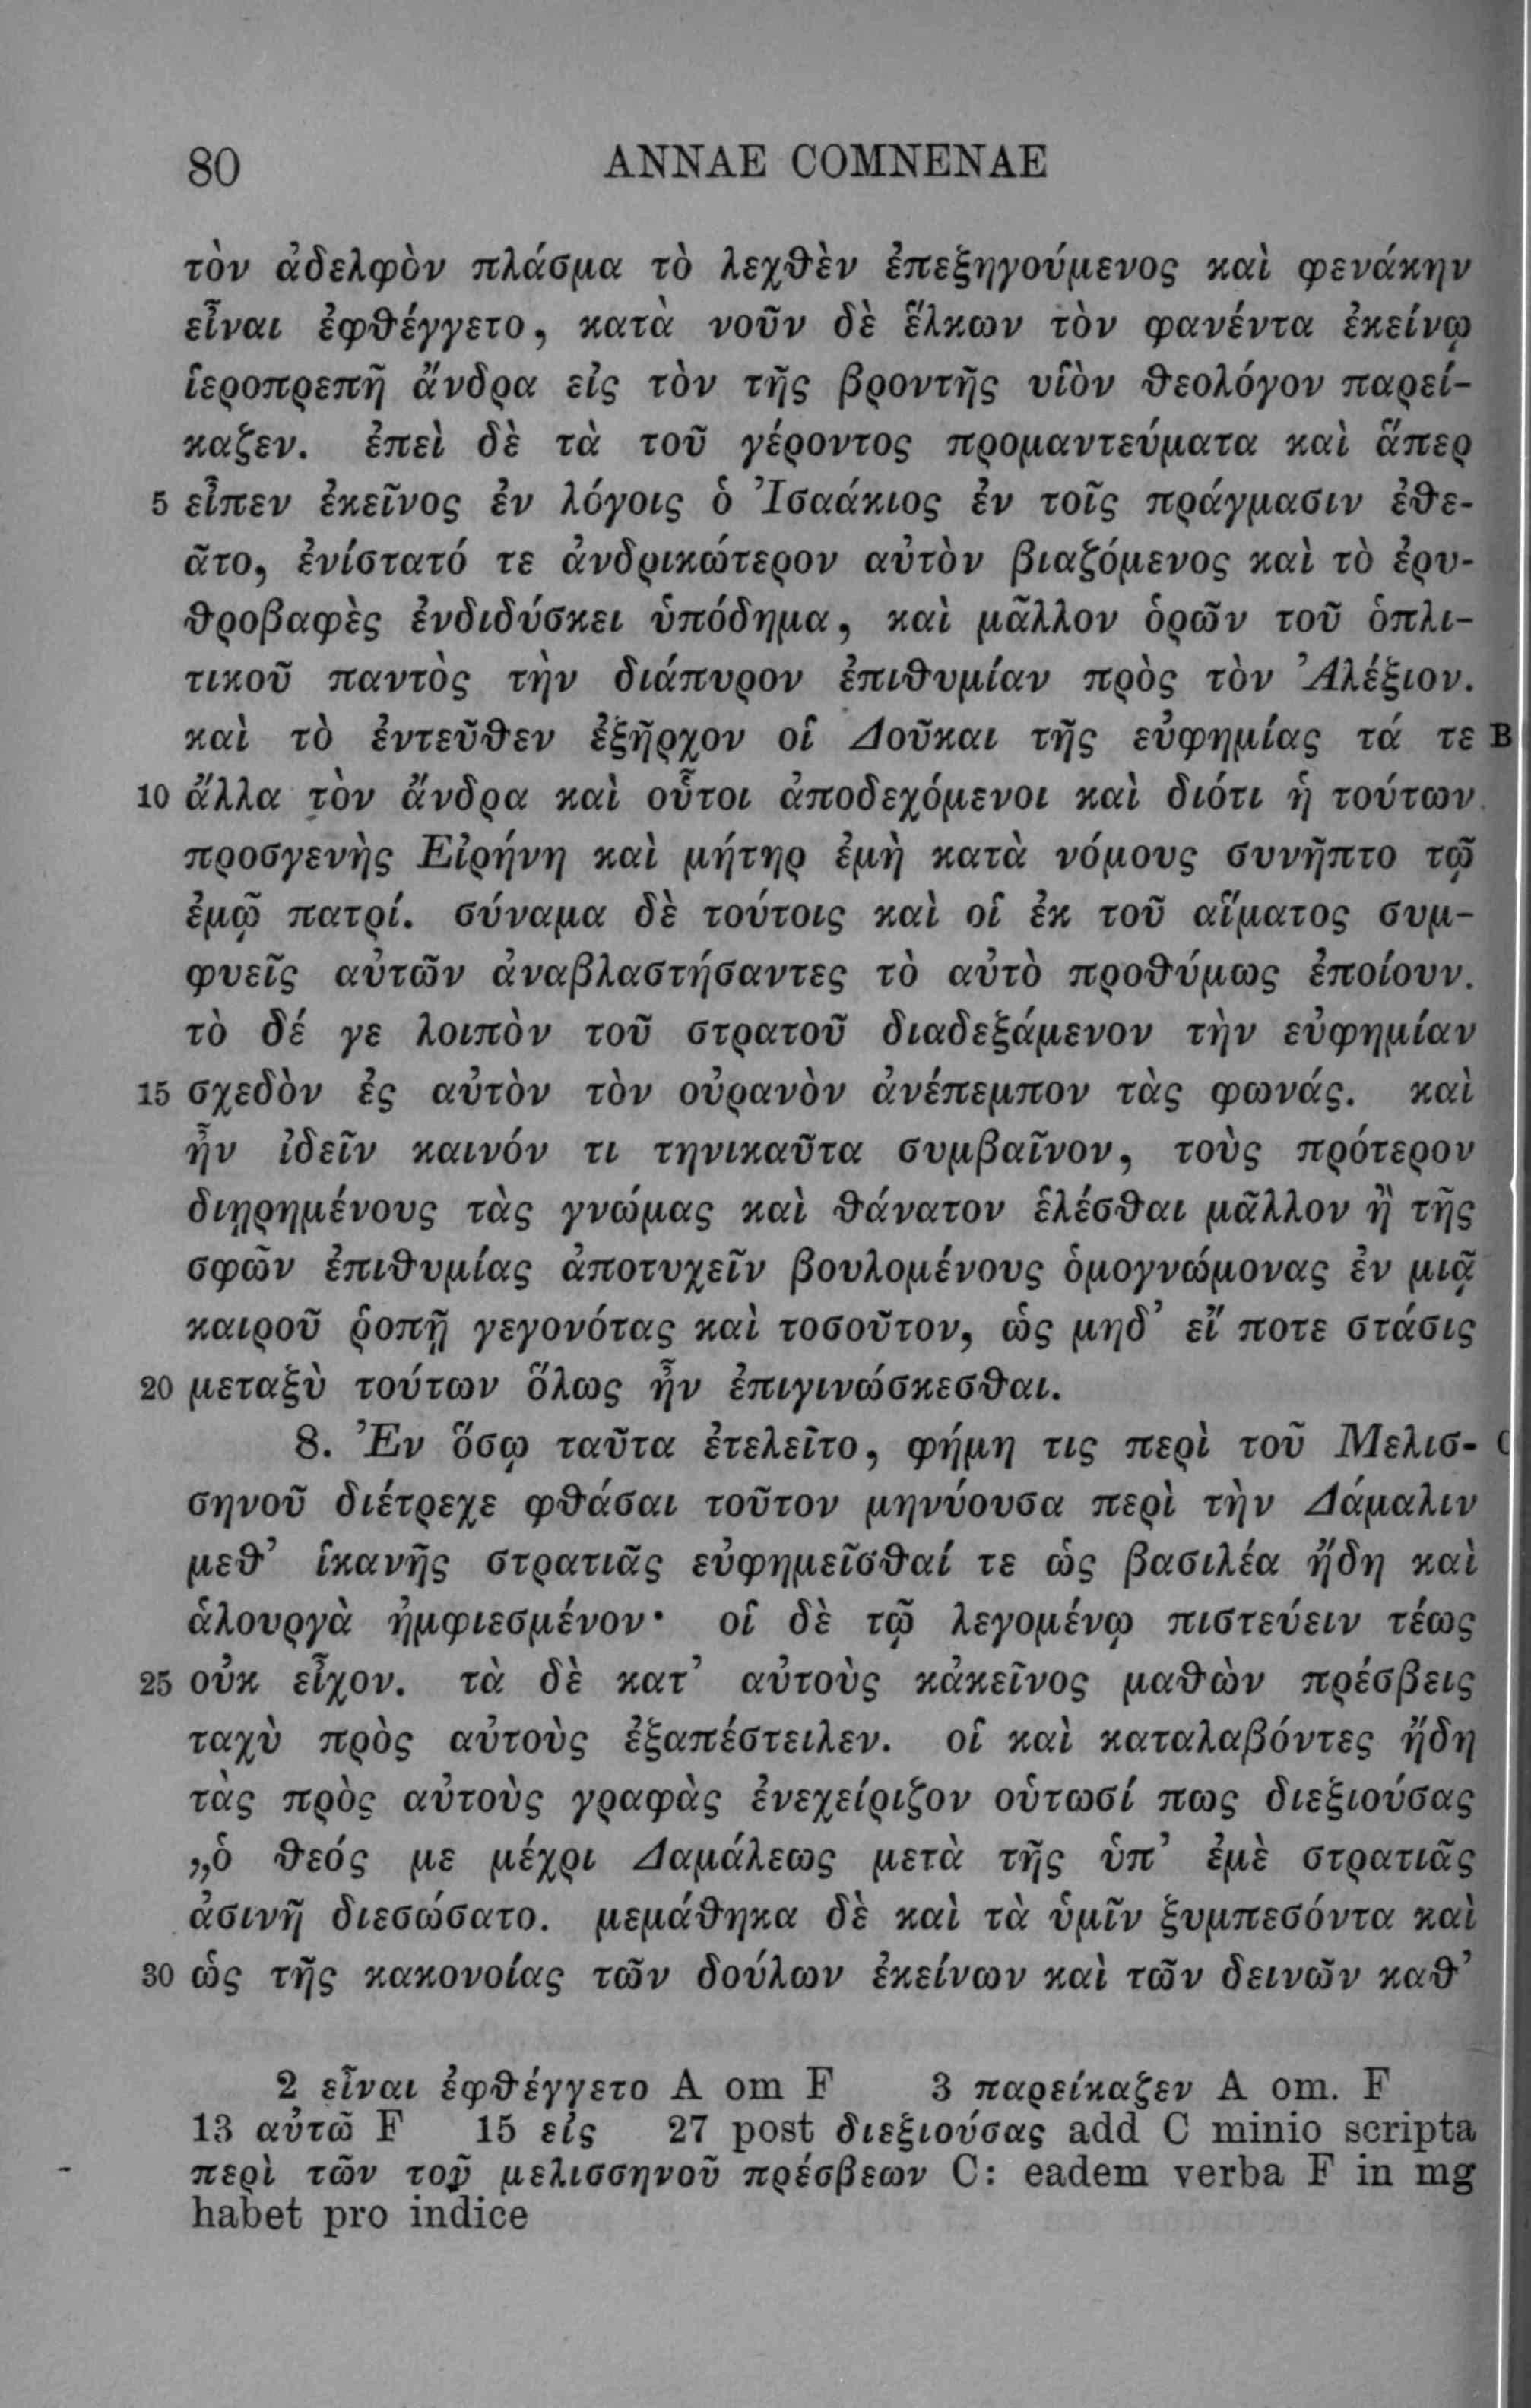 80 ANNAE COMNENAE
τὸν ἀδελφὸν πλάσμα τὸ λεχθὲν ἐπεξηγούμενος καὶ φενάκην
εἶναι ἐφθέγγετο, κατὰ νοῦν δὲ ἕλκων τὸν φανέντα ἐκείνῳ
ἱεροπρεπῆ ἄνδρα εἰς τὸν τῆς βροντῆς υἱὸν θεολόγον παρεί-
καζεν. ἐπεὶ δὲ τὰ τοῦ γέροντος προμαντεύματα καὶ ἅπερ
5 εἶπεν ἐκεῖνος ἐν λόγοις ὁ Ἰσαάκιος ἐν τοῖς πράγμασιν ἐθε-
ᾶτο, ἐνίστατό τε ἀνδρικώτερον αὐτὸν βιαζόμενος καὶ τὸ ἐρυ-
θροβαφὲς ἐνδιδύσκει ὑπόδημα, καὶ μᾶλλον ὁρῶν τοῦ ὁπλι-
τικοῦ παντὸς τὴν διάπυρον ἐπιθυμίαν πρὸς τὸν Ἀλέξιον.
καὶ τὸ ἐντεῦθεν ἐξῆρχον οἱ Δοῦκαι τῆς εὐφημίας τά τε B
10 ἄλλα τὸν ἄνδρα καὶ οὗτοι ἀποδεχόμενοι καὶ διότι ἡ τούτων
προσγενὴς Εἰρήνη καὶ μήτηρ ἐμὴ κατὰ νόμους συνῆπτο τῷ
ἐμῷ πατρί. σύναμα δὲ τούτοις καὶ οἱ ἐκ τοῦ αἵματος συμ-
φυεῖς αὐτῶν ἀναβλαστήσαντες τὸ αὐτὸ προθύμως ἐποίουν.
τὸ δέ γε λοιπὸν τοῦ στρατοῦ διαδεξάμενον τὴν εὐφημίαν
15 σχεδὸν ἐς αὐτὸν τὸν οὐρανὸν ἀνέπεμπον τὰς φωνάς. καὶ
ἦν ἰδεῖν καινόν τι τηνικαῦτα συμβαῖνον, τοὺς πρότερον
διῃρημένους τὰς γνώμας καὶ θάνατον ἑλέσθαι μᾶλλον ἢ τῆς
σφῶν ἐπιθυμίας ἀποτυχεῖν βουλομένους ὁμογνώμονας ἐν μιᾷ
καιροῦ ῥοπῇ γεγονότας καὶ τοσοῦτον, ὡς μηδ’ εἴ ποτε στάσις
20 μεταξὺ τούτων ὅλως ἦν ἐπιγινώσκεσθαι.
8. Ἐν ὅσῳ ταῦτα ἐτελεῖτο, φήμη τις περὶ τοῦ Μελισ- C
σηνοῦ διέτρεχε φθάσαι τοῦτον μηνύουσα περὶ τὴν Δάμαλιν
μεθ’ ἱκανῆς στρατιᾶς εὐφημεῖσθαί τε ὡς βασιλέα ἤδη καὶ
ἁλουργὰ ἠμφιεσμένον· οἱ δὲ τῷ λεγομένῳ πιστεύειν τέως
25 οὐκ εἶχον. τὰ δὲ κατ’ αὐτοὺς κἀκεῖνος μαθὼν πρέσβεις
ταχὺ πρὸς αὐτοὺς ἐξαπέστειλεν. οἳ καὶ καταλαβόντες ἤδη
τὰς πρὸς αὐτοὺς γραφὰς ἐνεχείριζον οὑτωσί πως διεξιούσας
„ὁ θεός με μέχρι Δαμάλεως μετὰ τῆς ὑπ’ ἐμὲ στρατιᾶς
ἀσινῆ διεσώσατο. μεμάθηκα δὲ καὶ τὰ ὑμῖν ξυμπεσόντα καὶ
30 ὡς τῆς κακονοίας τῶν δούλων ἐκείνων καὶ τῶν δεινῶν καθ’
2 εἶναι ἐφθέγγετο A om F 3 παρείκαζεν A om. F
13 αὐτῶ F 15 εἰς 27 post διεξιούσας add C minio scripta
περὶ τῶν τοῦ μελισσηνοῦ πρέσβεων C: eadem verba F in mg
habet pro indice